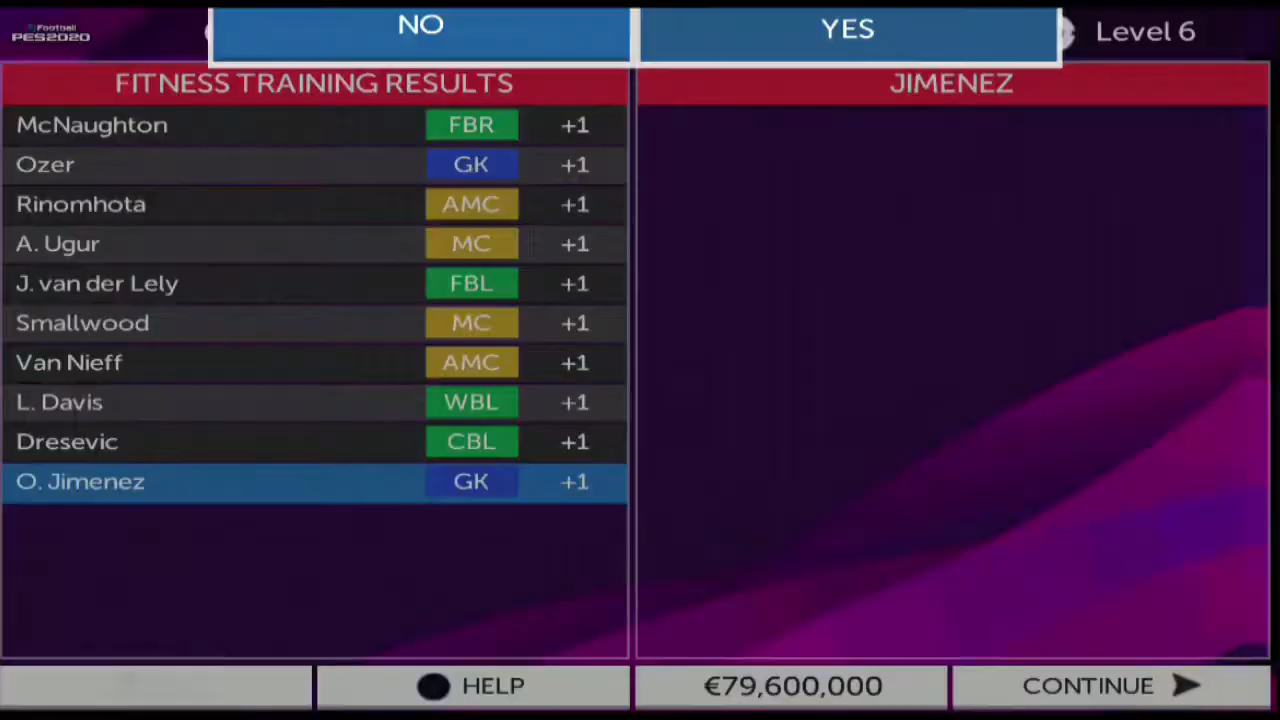 eFootball
PES2020
NO
YES
Level 6
FITNESS TRAINING RESULTS
JIMENEZ
McNaughton FBR +1
Ozer GK +1
Rinomhota AMC +1
A. Ugur MC +1
J. van der Lely FBL +1
Smallwood MC +1
Van Nieff AMC +1
L. Davis WBL +1
Dresevic CBL +1
O. Jimenez GK +1
HELP
€79,600,000
CONTINUE